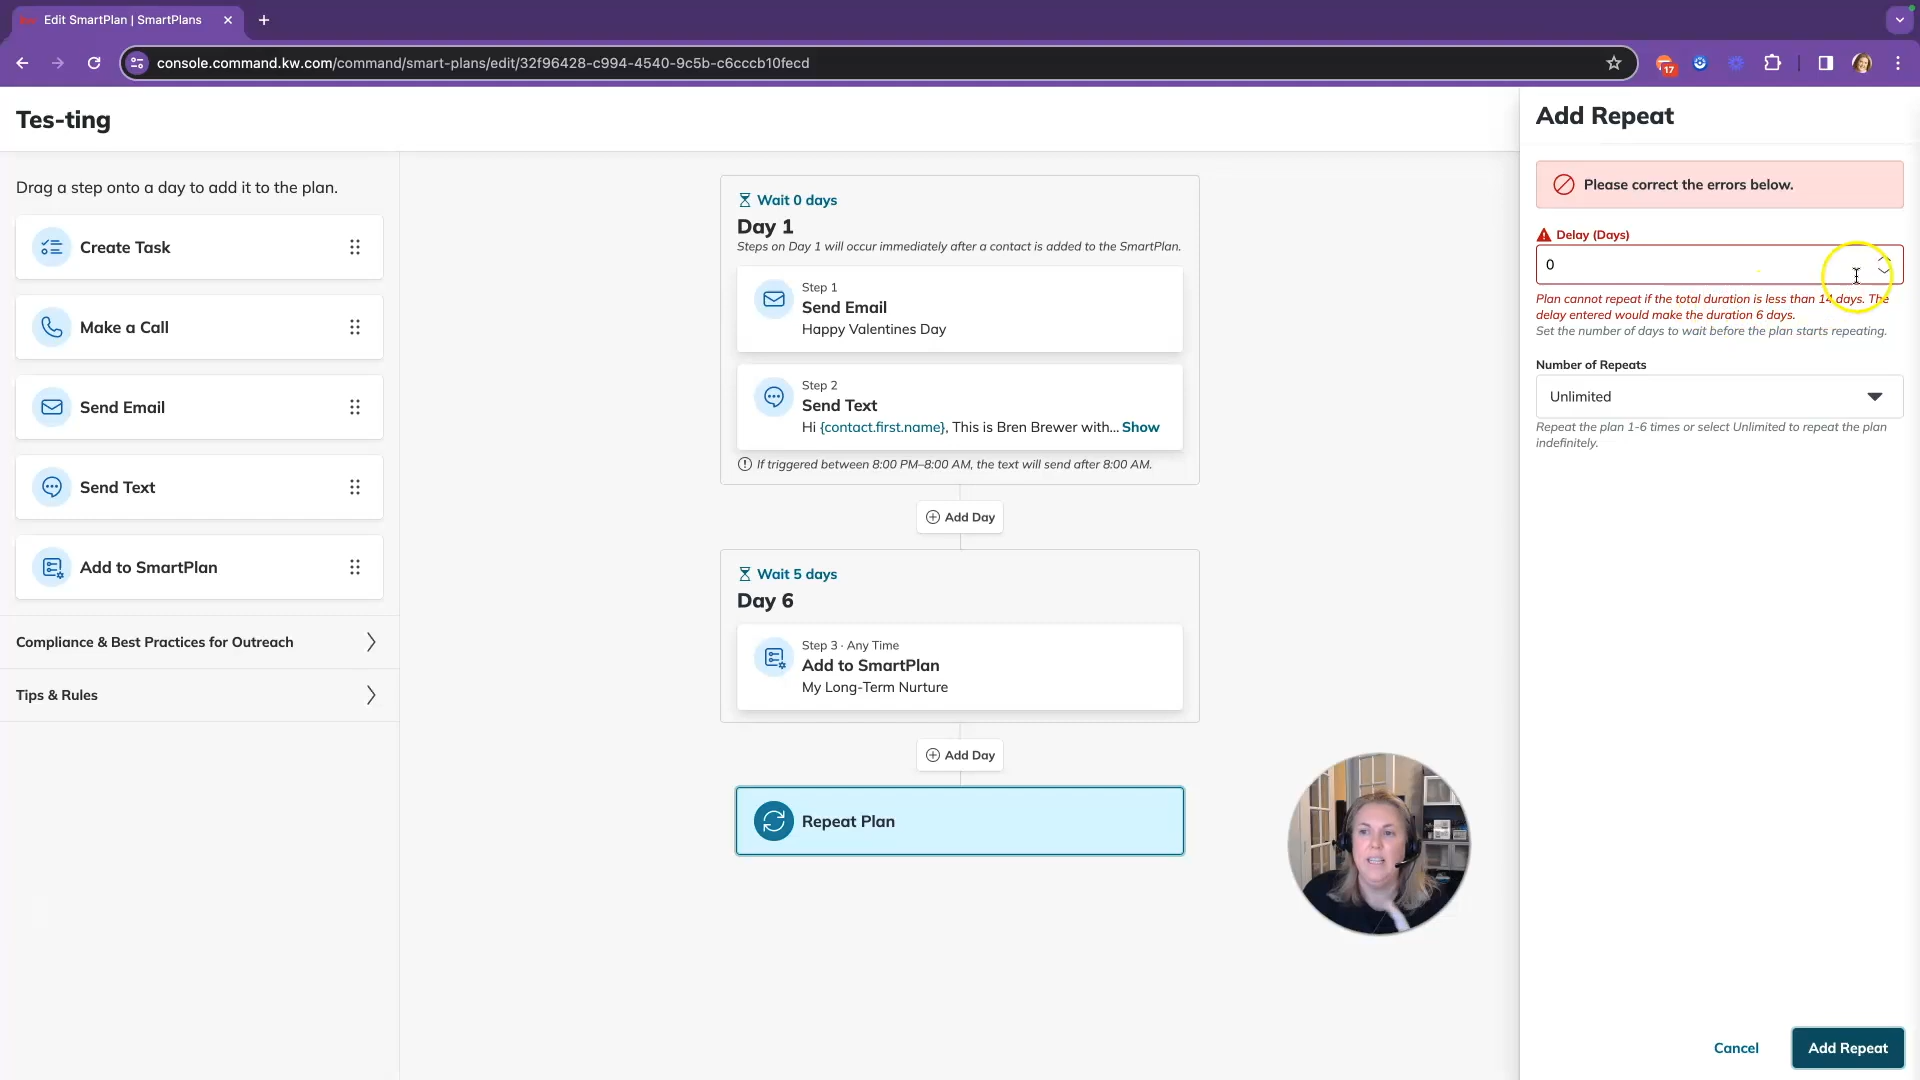 Edit SmartPlan | SmartPlans
console.command.kw.com/command/smart-plans/edit/32f96428-c994-4540-9c5b-c6cccb10fecd
17
Tes-ting
Drag a step onto a day to add it to the plan.
Create Task
Make a Call
Send Email
Send Text
Add to SmartPlan
Compliance & Best Practices for Outreach
Tips & Rules
Wait 0 days
Day 1
Steps on Day 1 will occur immediately after a contact is added to the SmartPlan.
Step 1
Send Email
Happy Valentines Day
Step 2
Send Text
Hi {contact.first.name}, This is Bren Brewer with... Show
If triggered between 8:00 PM–8:00 AM, the text will send after 8:00 AM.
Add Day
Wait 5 days
Day 6
Step 3 · Any Time
Add to SmartPlan
My Long-Term Nurture
Add Day
Repeat Plan
Add Repeat
Please correct the errors below.
Delay (Days)
0
Plan cannot repeat if the total duration is less than 14 days. The
delay entered would make the duration 6 days.
Set the number of days to wait before the plan starts repeating.
Number of Repeats
Unlimited
Repeat the plan 1-6 times or select Unlimited to repeat the plan
indefinitely.
Cancel
Add Repeat